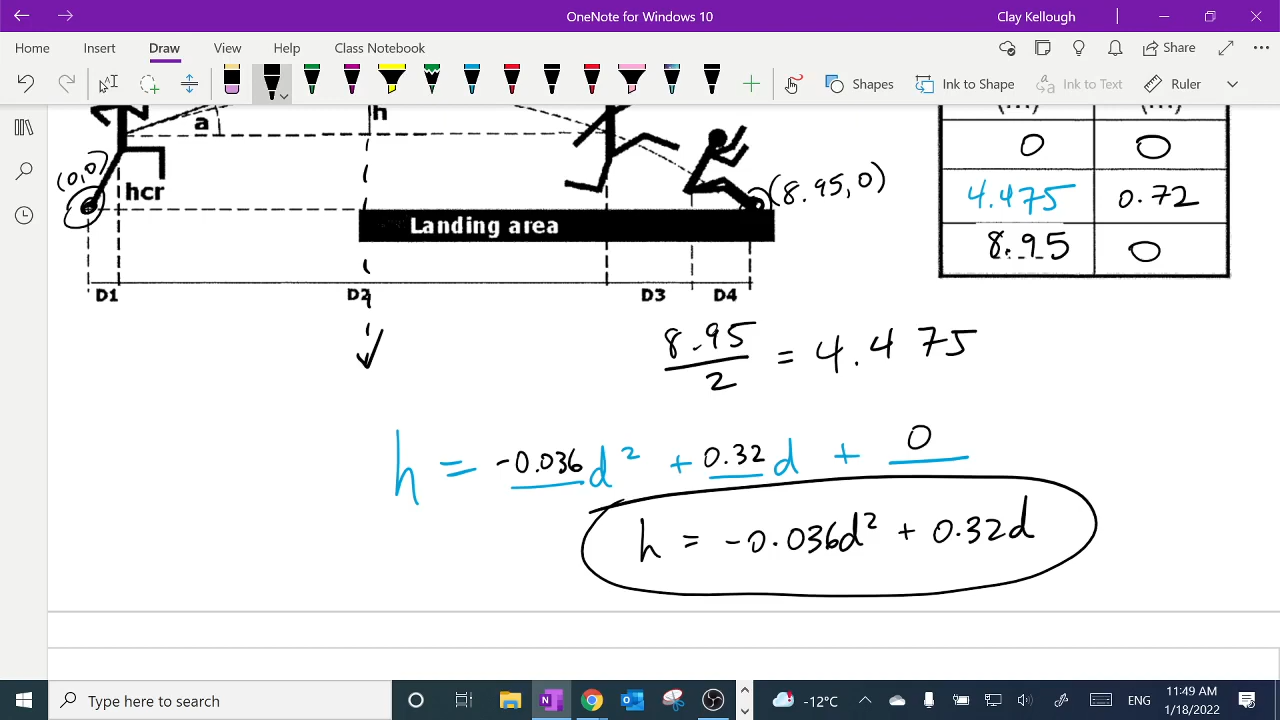 OneNote for Windows 10
Clay Kellough
Home Insert Draw View Help Class Notebook
Share
Shapes Ink to Shape Ink to Text Ruler
a
h
(m) (m)
0 0
4.475 0.72
8.95 0
(0,0)
hcr
(8.95, 0)
Landing area
D1 D2 D3 D4
8.95
2
= 4.475
h = -0.036d² + 0.32d + 0
h = -0.036d² + 0.32d
Type here to search
-12°C
ENG
11:49 AM
1/18/2022